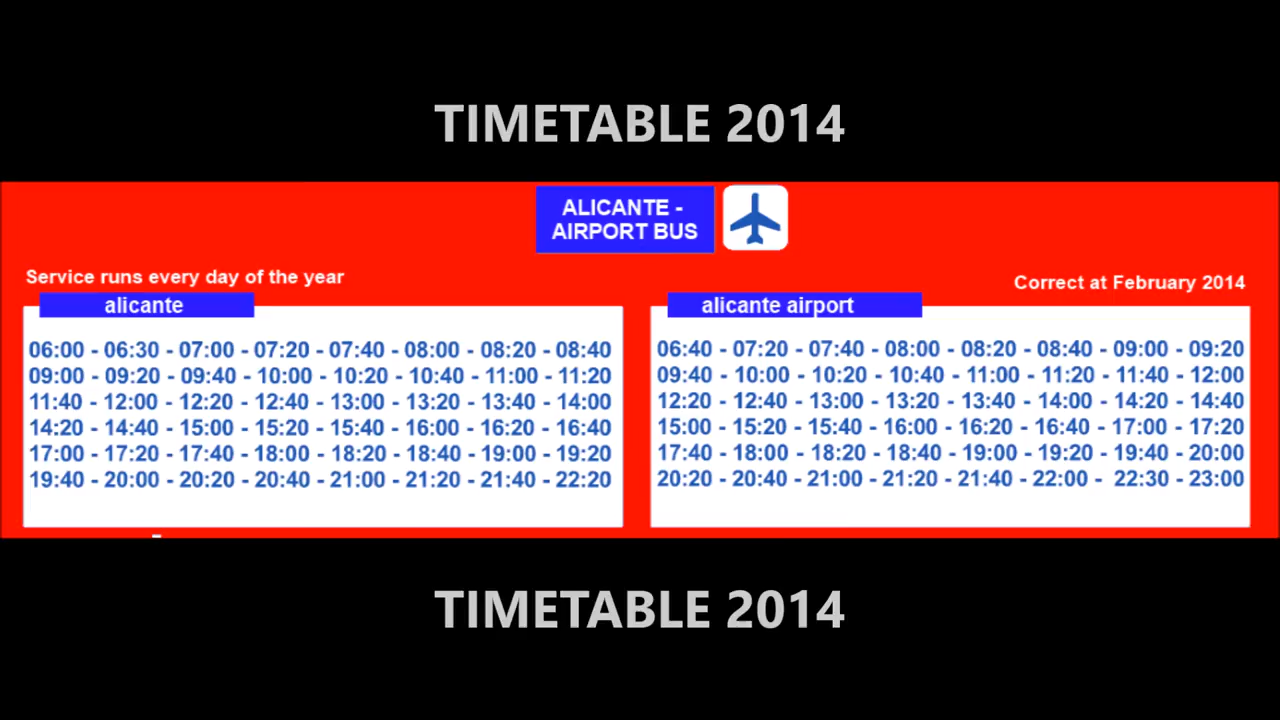 TIMETABLE 2014
ALICANTE -
AIRPORT BUS
Service runs every day of the year
Correct at February 2014
alicante
06:00 - 06:30 - 07:00 - 07:20 - 07:40 - 08:00 - 08:20 - 08:40
09:00 - 09:20 - 09:40 - 10:00 - 10:20 - 10:40 - 11:00 - 11:20
11:40 - 12:00 - 12:20 - 12:40 - 13:00 - 13:20 - 13:40 - 14:00
14:20 - 14:40 - 15:00 - 15:20 - 15:40 - 16:00 - 16:20 - 16:40
17:00 - 17:20 - 17:40 - 18:00 - 18:20 - 18:40 - 19:00 - 19:20
19:40 - 20:00 - 20:20 - 20:40 - 21:00 - 21:20 - 21:40 - 22:20
alicante airport
06:40 - 07:20 - 07:40 - 08:00 - 08:20 - 08:40 - 09:00 - 09:20
09:40 - 10:00 - 10:20 - 10:40 - 11:00 - 11:20 - 11:40 - 12:00
12:20 - 12:40 - 13:00 - 13:20 - 13:40 - 14:00 - 14:20 - 14:40
15:00 - 15:20 - 15:40 - 16:00 - 16:20 - 16:40 - 17:00 - 17:20
17:40 - 18:00 - 18:20 - 18:40 - 19:00 - 19:20 - 19:40 - 20:00
20:20 - 20:40 - 21:00 - 21:20 - 21:40 - 22:00 - 22:30 - 23:00
TIMETABLE 2014